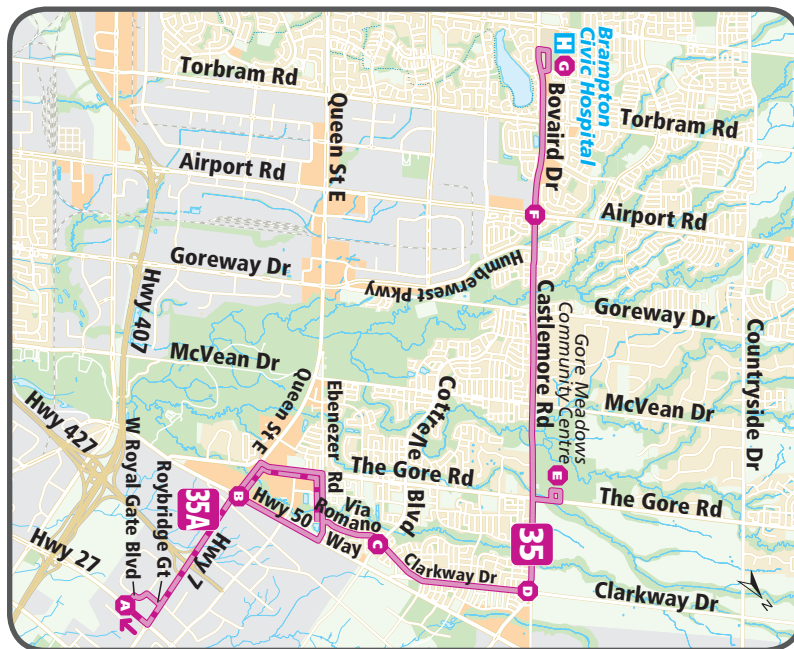 Brampton
Civic Hospital
H
G
Torbram Rd
Queen St E
Bovaird Dr
Torbram Rd
Airport Rd
F
Airport Rd
Goreway Dr
Humberwest Pkwy
Castlemore Rd
Goreway Dr
Hwy 407
McVean Dr
Gore Meadows
Community Centre
Countryside Dr
McVean Dr
Hwy 427
Queen St E
Ebenezer Rd
Cottrelle Blvd
The Gore Rd
E
The Gore Rd
W Royal Gate Blvd
Roybridge Gt
35A
B
Hwy 50
Via
Romano
Way
C
35
Hwy 27
Hwy 7
Clarkway Dr
D
Clarkway Dr
A
N